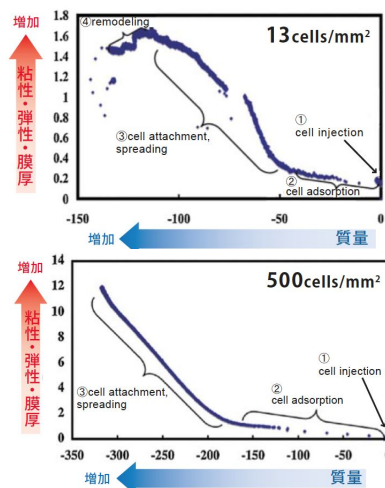 ④remodeling
13cells/mm²
1.8
1.6
1.4
1.2
1
0.8
0.6
0.4
0.2
0
増加
粘性・弾性・膜厚
①
cell injection
③cell attachment,
spreading
②
cell adsorption
-150 -100 -50 0
増加 質量
500cells/mm²
14
12
10
8
6
4
2
0
増加
粘性・弾性・膜厚
①
cell injection
③cell attachment,
spreading
②
cell adsorption
-350 -300 -250 -200 -150 -100 -50 0
増加 質量